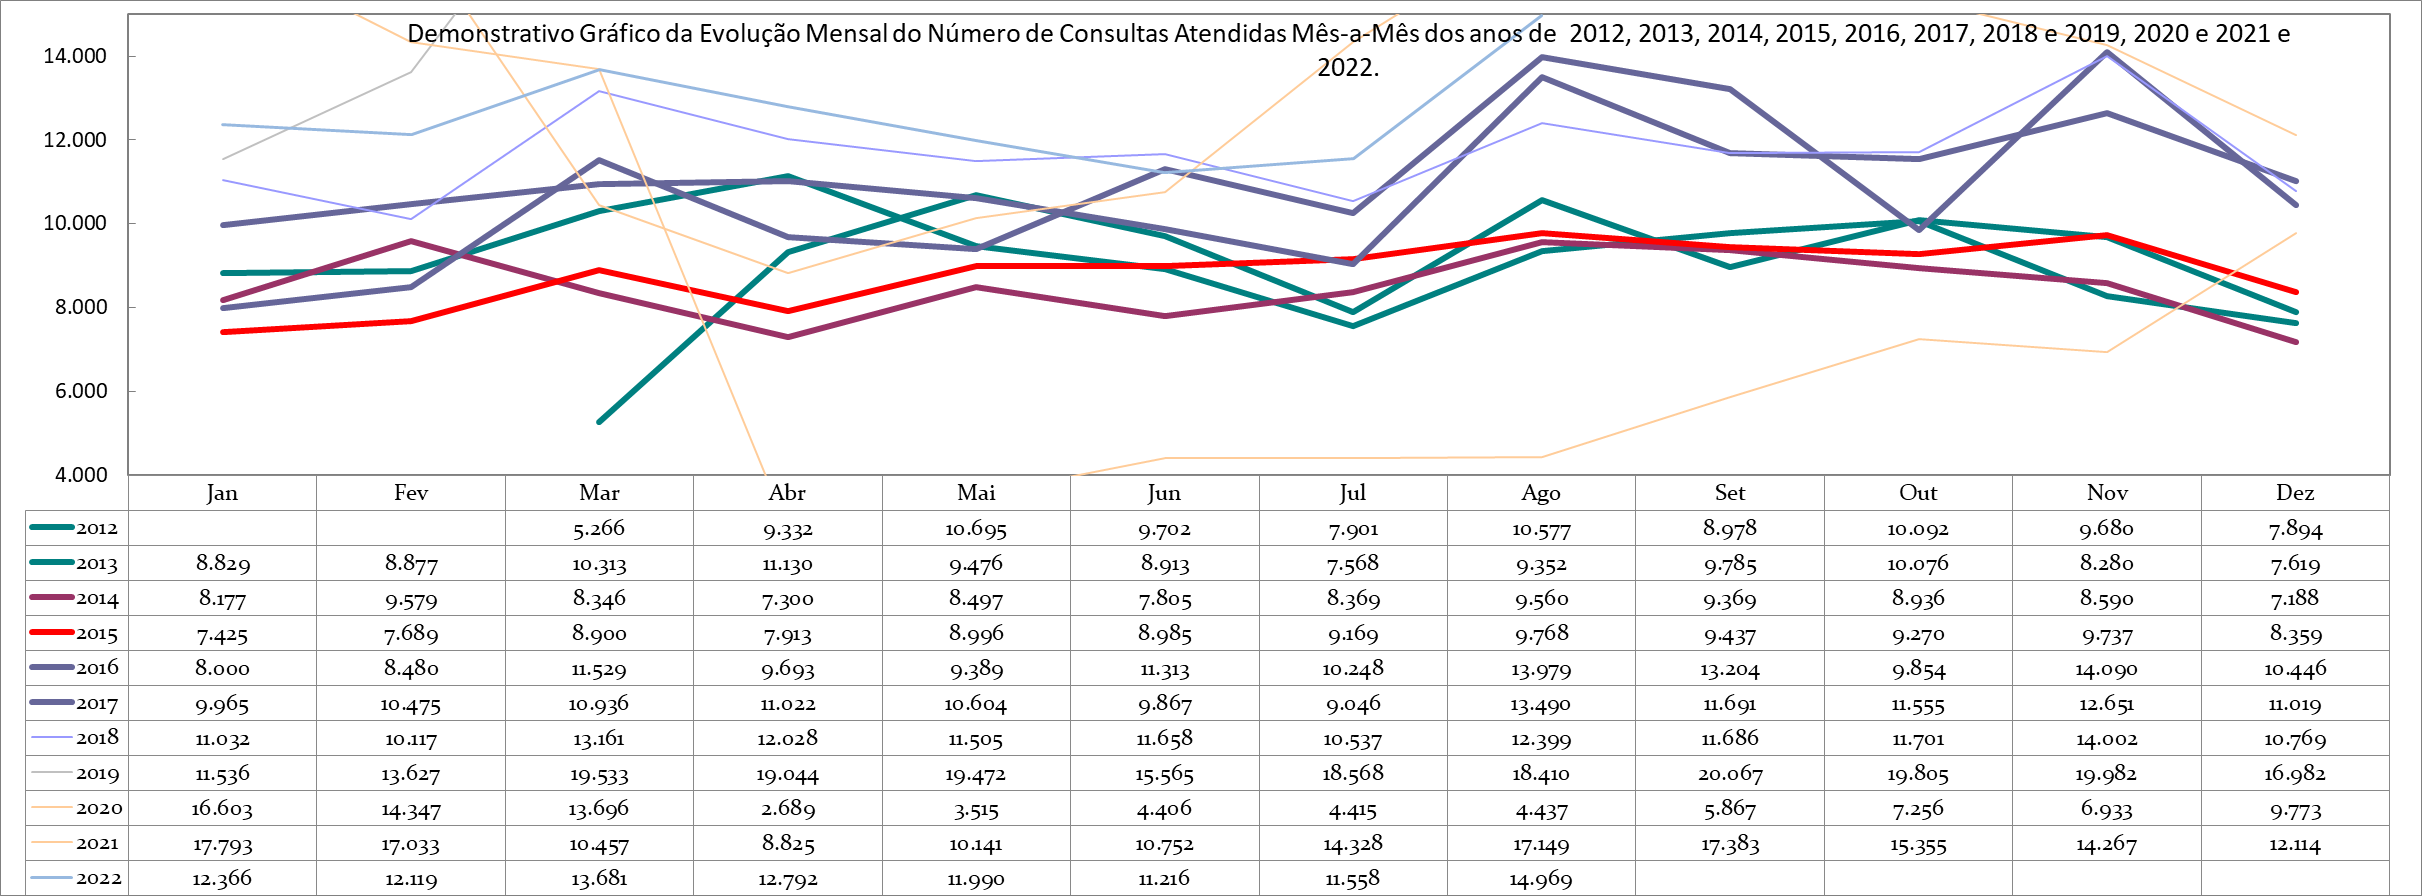 Demonstrativo Gráfico da Evolução Mensal do Número de Consultas Atendidas Mês-a-Mês dos anos de 2012, 2013, 2014, 2015, 2016, 2017, 2018 e 2019, 2020 e 2021 e
2022.
14.000
12.000
10.000
8.000
6.000
4.000
Jan Fev Mar Abr Mai Jun Jul Ago Set Out Nov Dez
2012 5.266 9.332 10.695 9.702 7.901 10.577 8.978 10.092 9.680 7.894
2013 8.829 8.877 10.313 11.130 9.476 8.913 7.568 9.352 9.785 10.076 8.280 7.619
2014 8.177 9.579 8.346 7.300 8.497 7.805 8.369 9.560 9.369 8.936 8.590 7.188
2015 7.425 7.689 8.900 7.913 8.996 8.985 9.169 9.768 9.437 9.270 9.737 8.359
2016 8.000 8.480 11.529 9.693 9.389 11.313 10.248 13.979 13.204 9.854 14.090 10.446
2017 9.965 10.475 10.936 11.022 10.604 9.867 9.046 13.490 11.691 11.555 12.651 11.019
2018 11.032 10.117 13.161 12.028 11.505 11.658 10.537 12.399 11.686 11.701 14.002 10.769
2019 11.536 13.627 19.533 19.044 19.472 15.565 18.568 18.410 20.067 19.805 19.982 16.982
2020 16.603 14.347 13.696 2.689 3.515 4.406 4.415 4.437 5.867 7.256 6.933 9.773
2021 17.793 17.033 10.457 8.825 10.141 10.752 14.328 17.149 17.383 15.355 14.267 12.114
2022 12.366 12.119 13.681 12.792 11.990 11.216 11.558 14.969